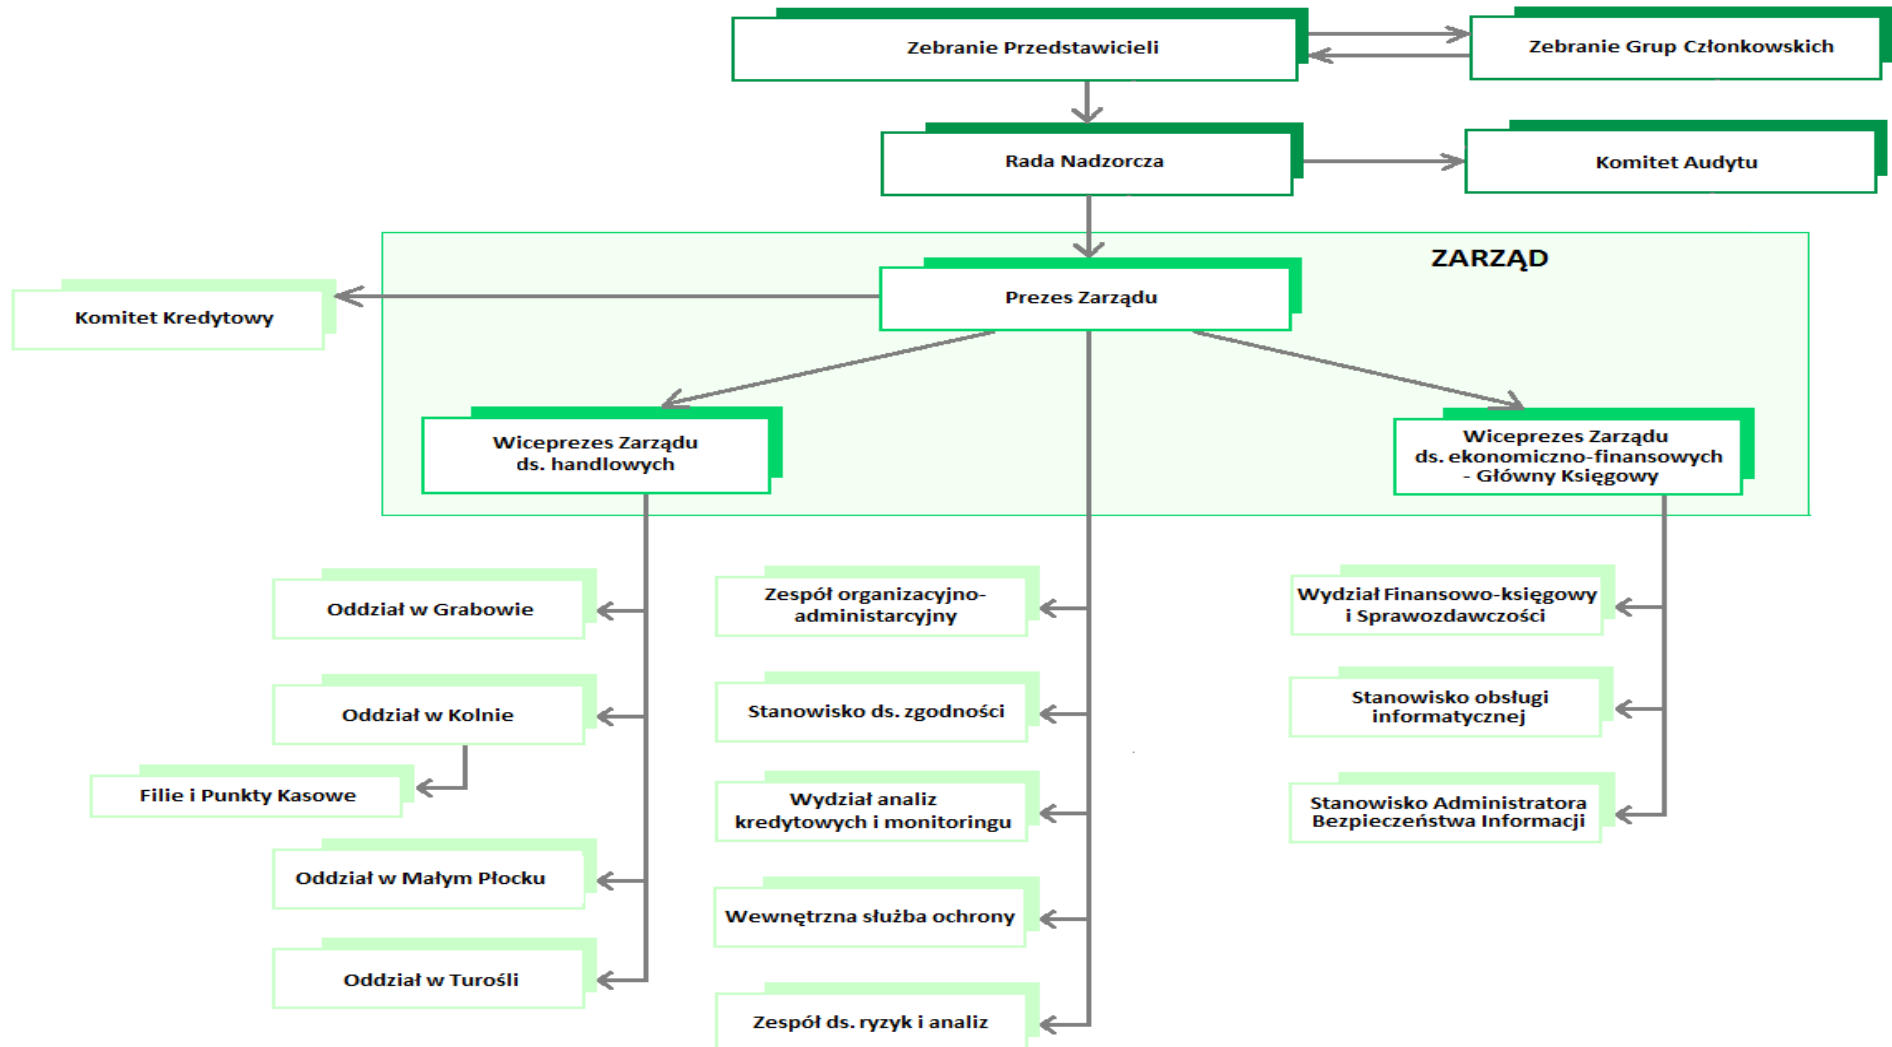 Zebranie Przedstawicieli
Zebranie Grup Członkowskich
Rada Nadzorcza
Komitet Audytu
ZARZĄD
Prezes Zarządu
Komitet Kredytowy
Wiceprezes Zarządu
ds. handlowych
Wiceprezes Zarządu
ds. ekonomiczno-finansowych
- Główny Księgowy
Oddział w Grabowie
Oddział w Kolnie
Filie i Punkty Kasowe
Oddział w Małym Płocku
Oddział w Turośli
Zespół organizacyjno-
administarcyjny
Stanowisko ds. zgodności
Wydział analiz
kredytowych i monitoringu
Wewnętrzna służba ochrony
Zespół ds. ryzyk i analiz
Wydział Finansowo-księgowy
i Sprawozdawczości
Stanowisko obsługi
informatycznej
Stanowisko Administratora
Bezpieczeństwa Informacji